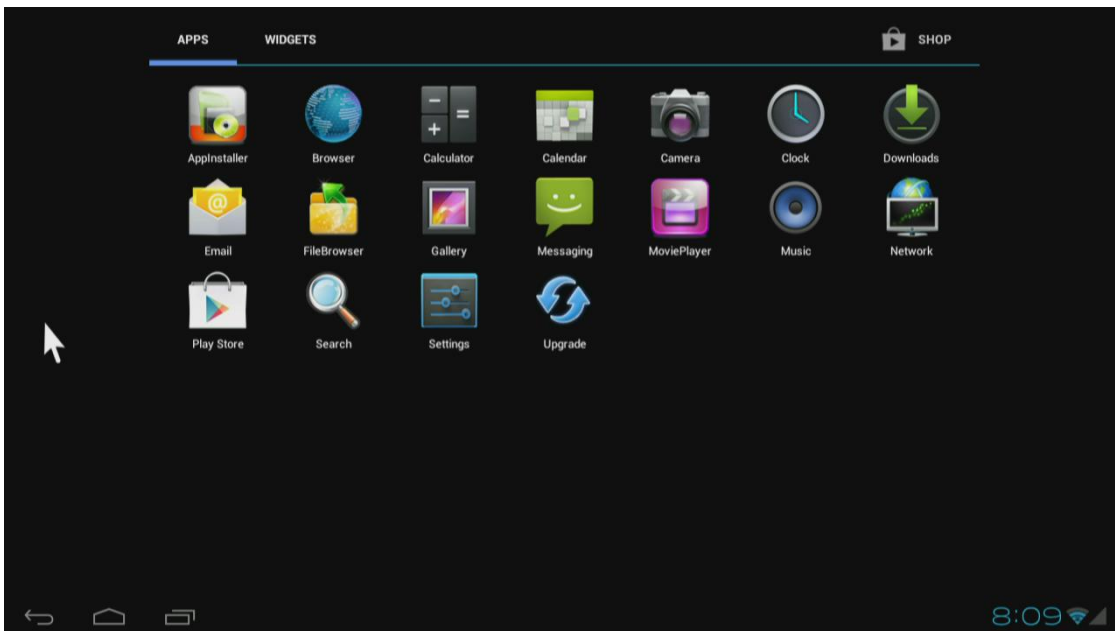 APPS WIDGETS SHOP
AppInstaller Browser Calculator Calendar Camera Clock Downloads
Email FileBrowser Gallery Messaging MoviePlayer Music Network
Play Store Search Settings Upgrade
8:09